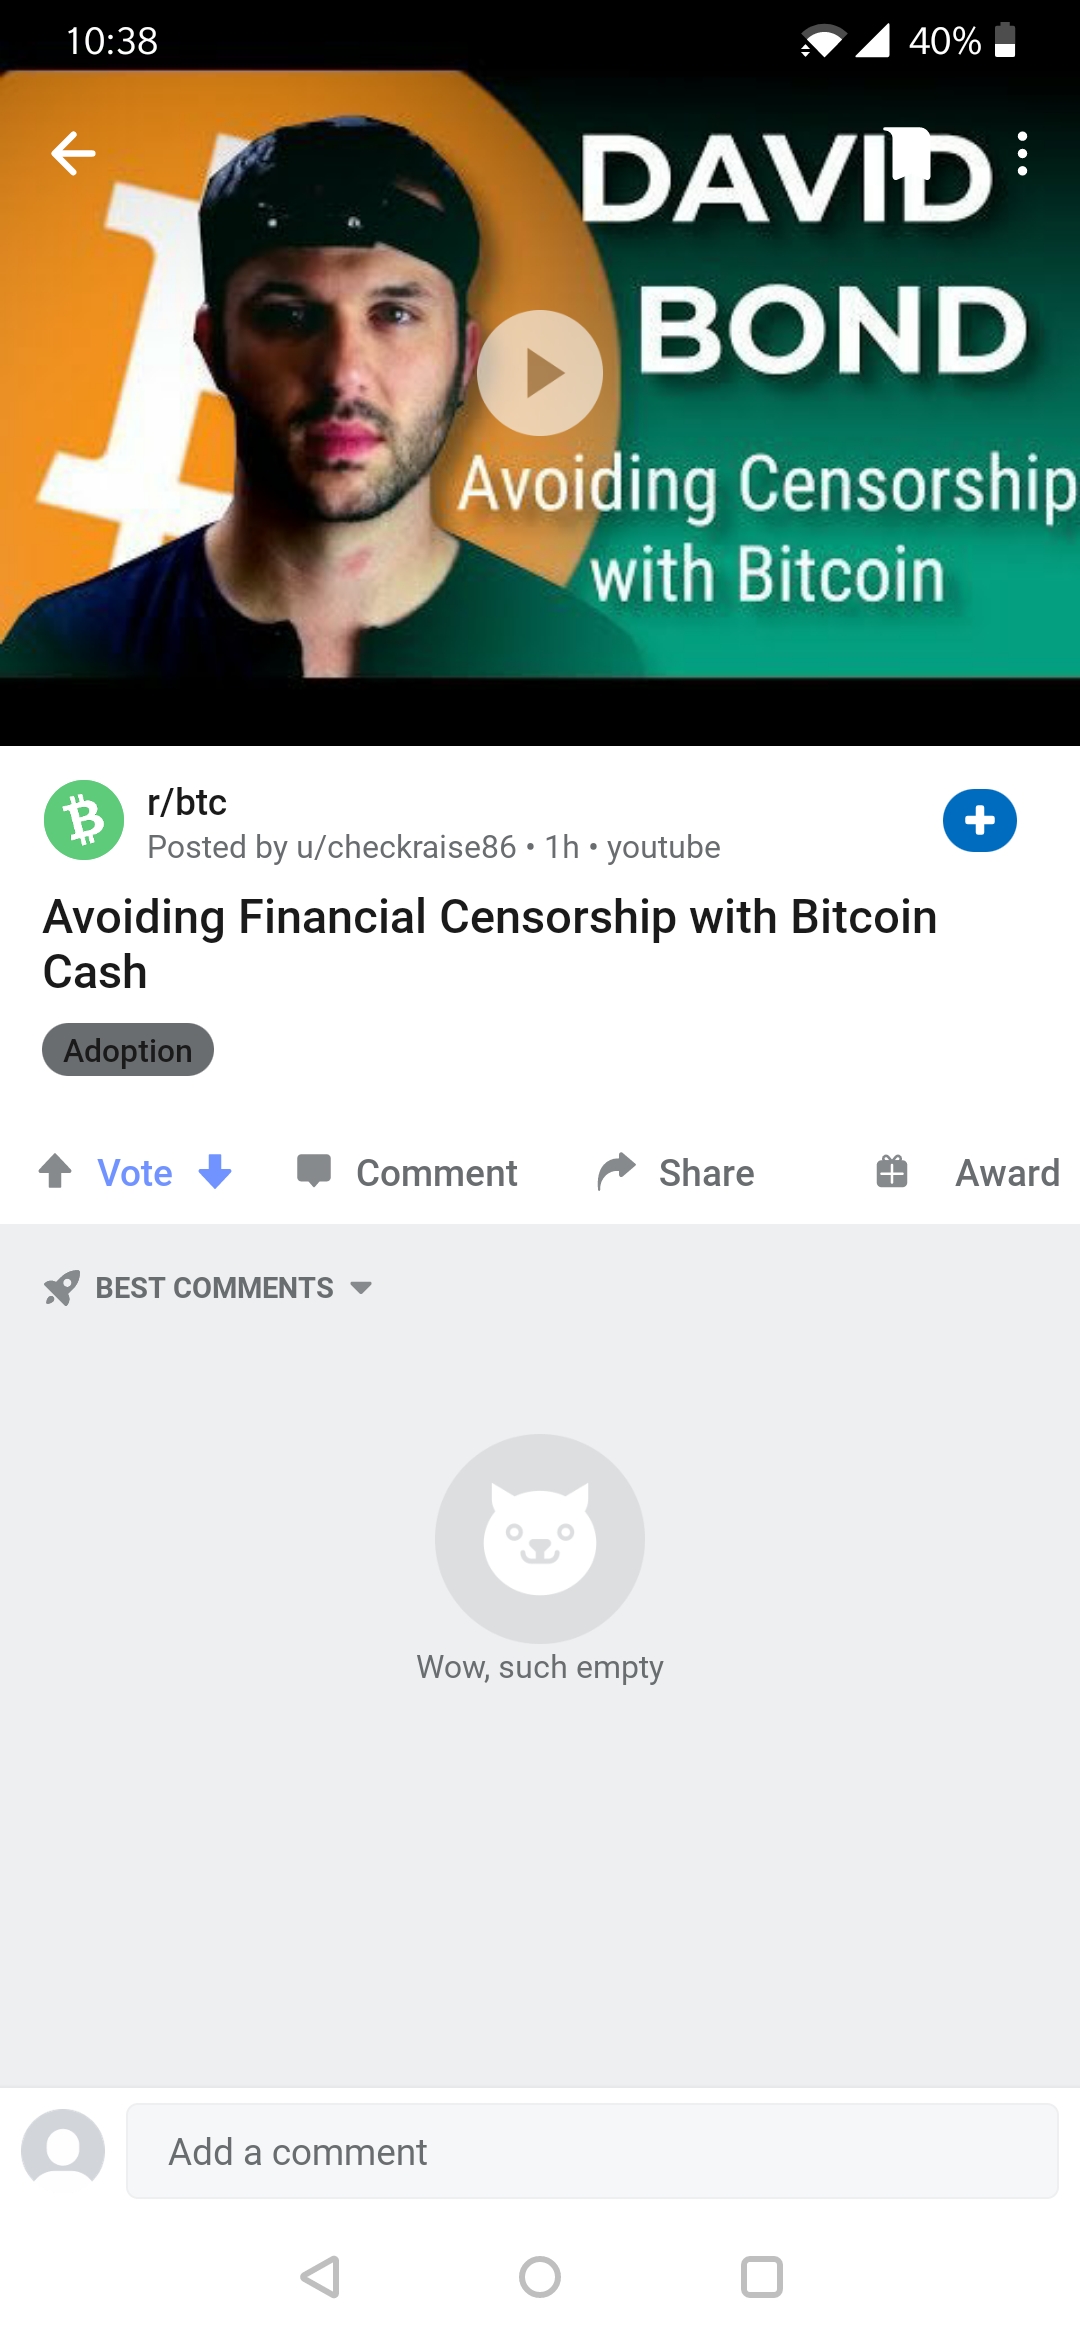 10:38
40%
DAVID
BOND
Avoiding Censorship
with Bitcoin
r/btc
Posted by u/checkraise86 • 1h • youtube
Avoiding Financial Censorship with Bitcoin
Cash
Adoption
Vote
Comment
Share
Award
BEST COMMENTS
Wow, such empty
Add a comment